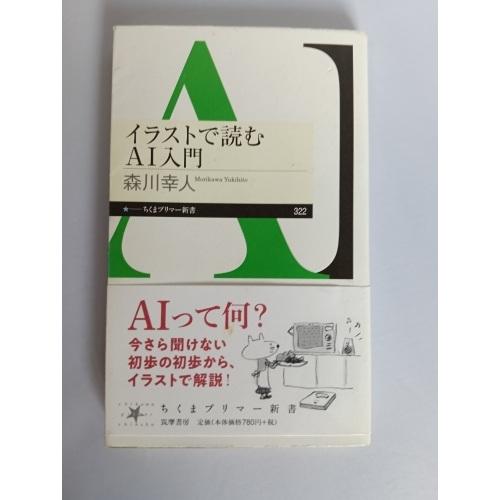 AI
イラストで読む
AI入門
森川幸人 Morikawa Yukihito
★――ちくまプリマー新書 322
AIって何?
今さら聞けない
初歩の初歩から、
イラストで解説!
chikuma
primer
shinsho
ちくまプリマー新書
筑摩書房 定価(本体価格780円+税)